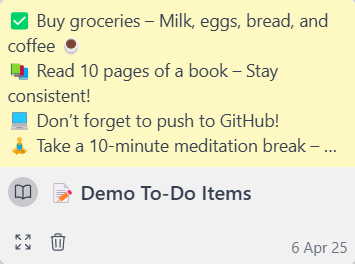 ✅ Buy groceries – Milk, eggs, bread, and
coffee ☕
📚 Read 10 pages of a book – Stay
consistent!
💻 Don’t forget to push to GitHub!
🧘 Take a 10-minute meditation break – ...
📝 Demo To-Do Items
6 Apr 25